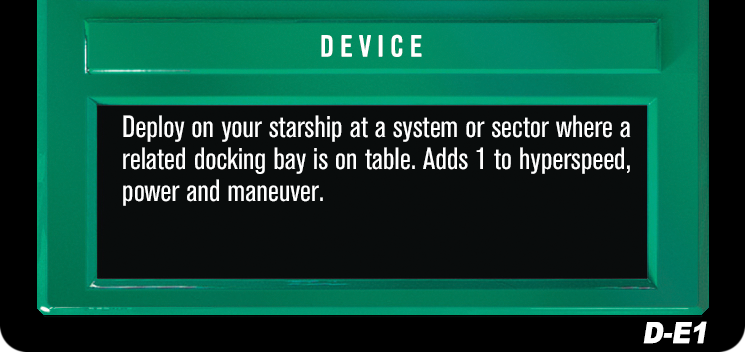 DEVICE
Deploy on your starship at a system or sector where a
related docking bay is on table. Adds 1 to hyperspeed,
power and maneuver.
D-E1